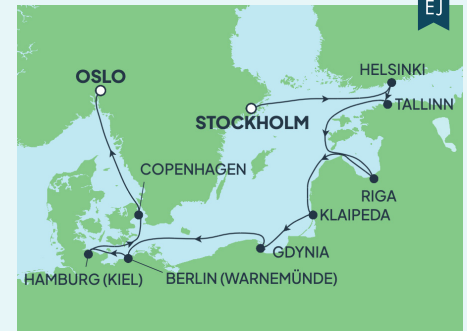 EJ
HELSINKI
OSLO
TALLINN
STOCKHOLM
COPENHAGEN
RIGA
KLAIPEDA
GDYNIA
HAMBURG (KIEL)
BERLIN (WARNEMÜNDE)